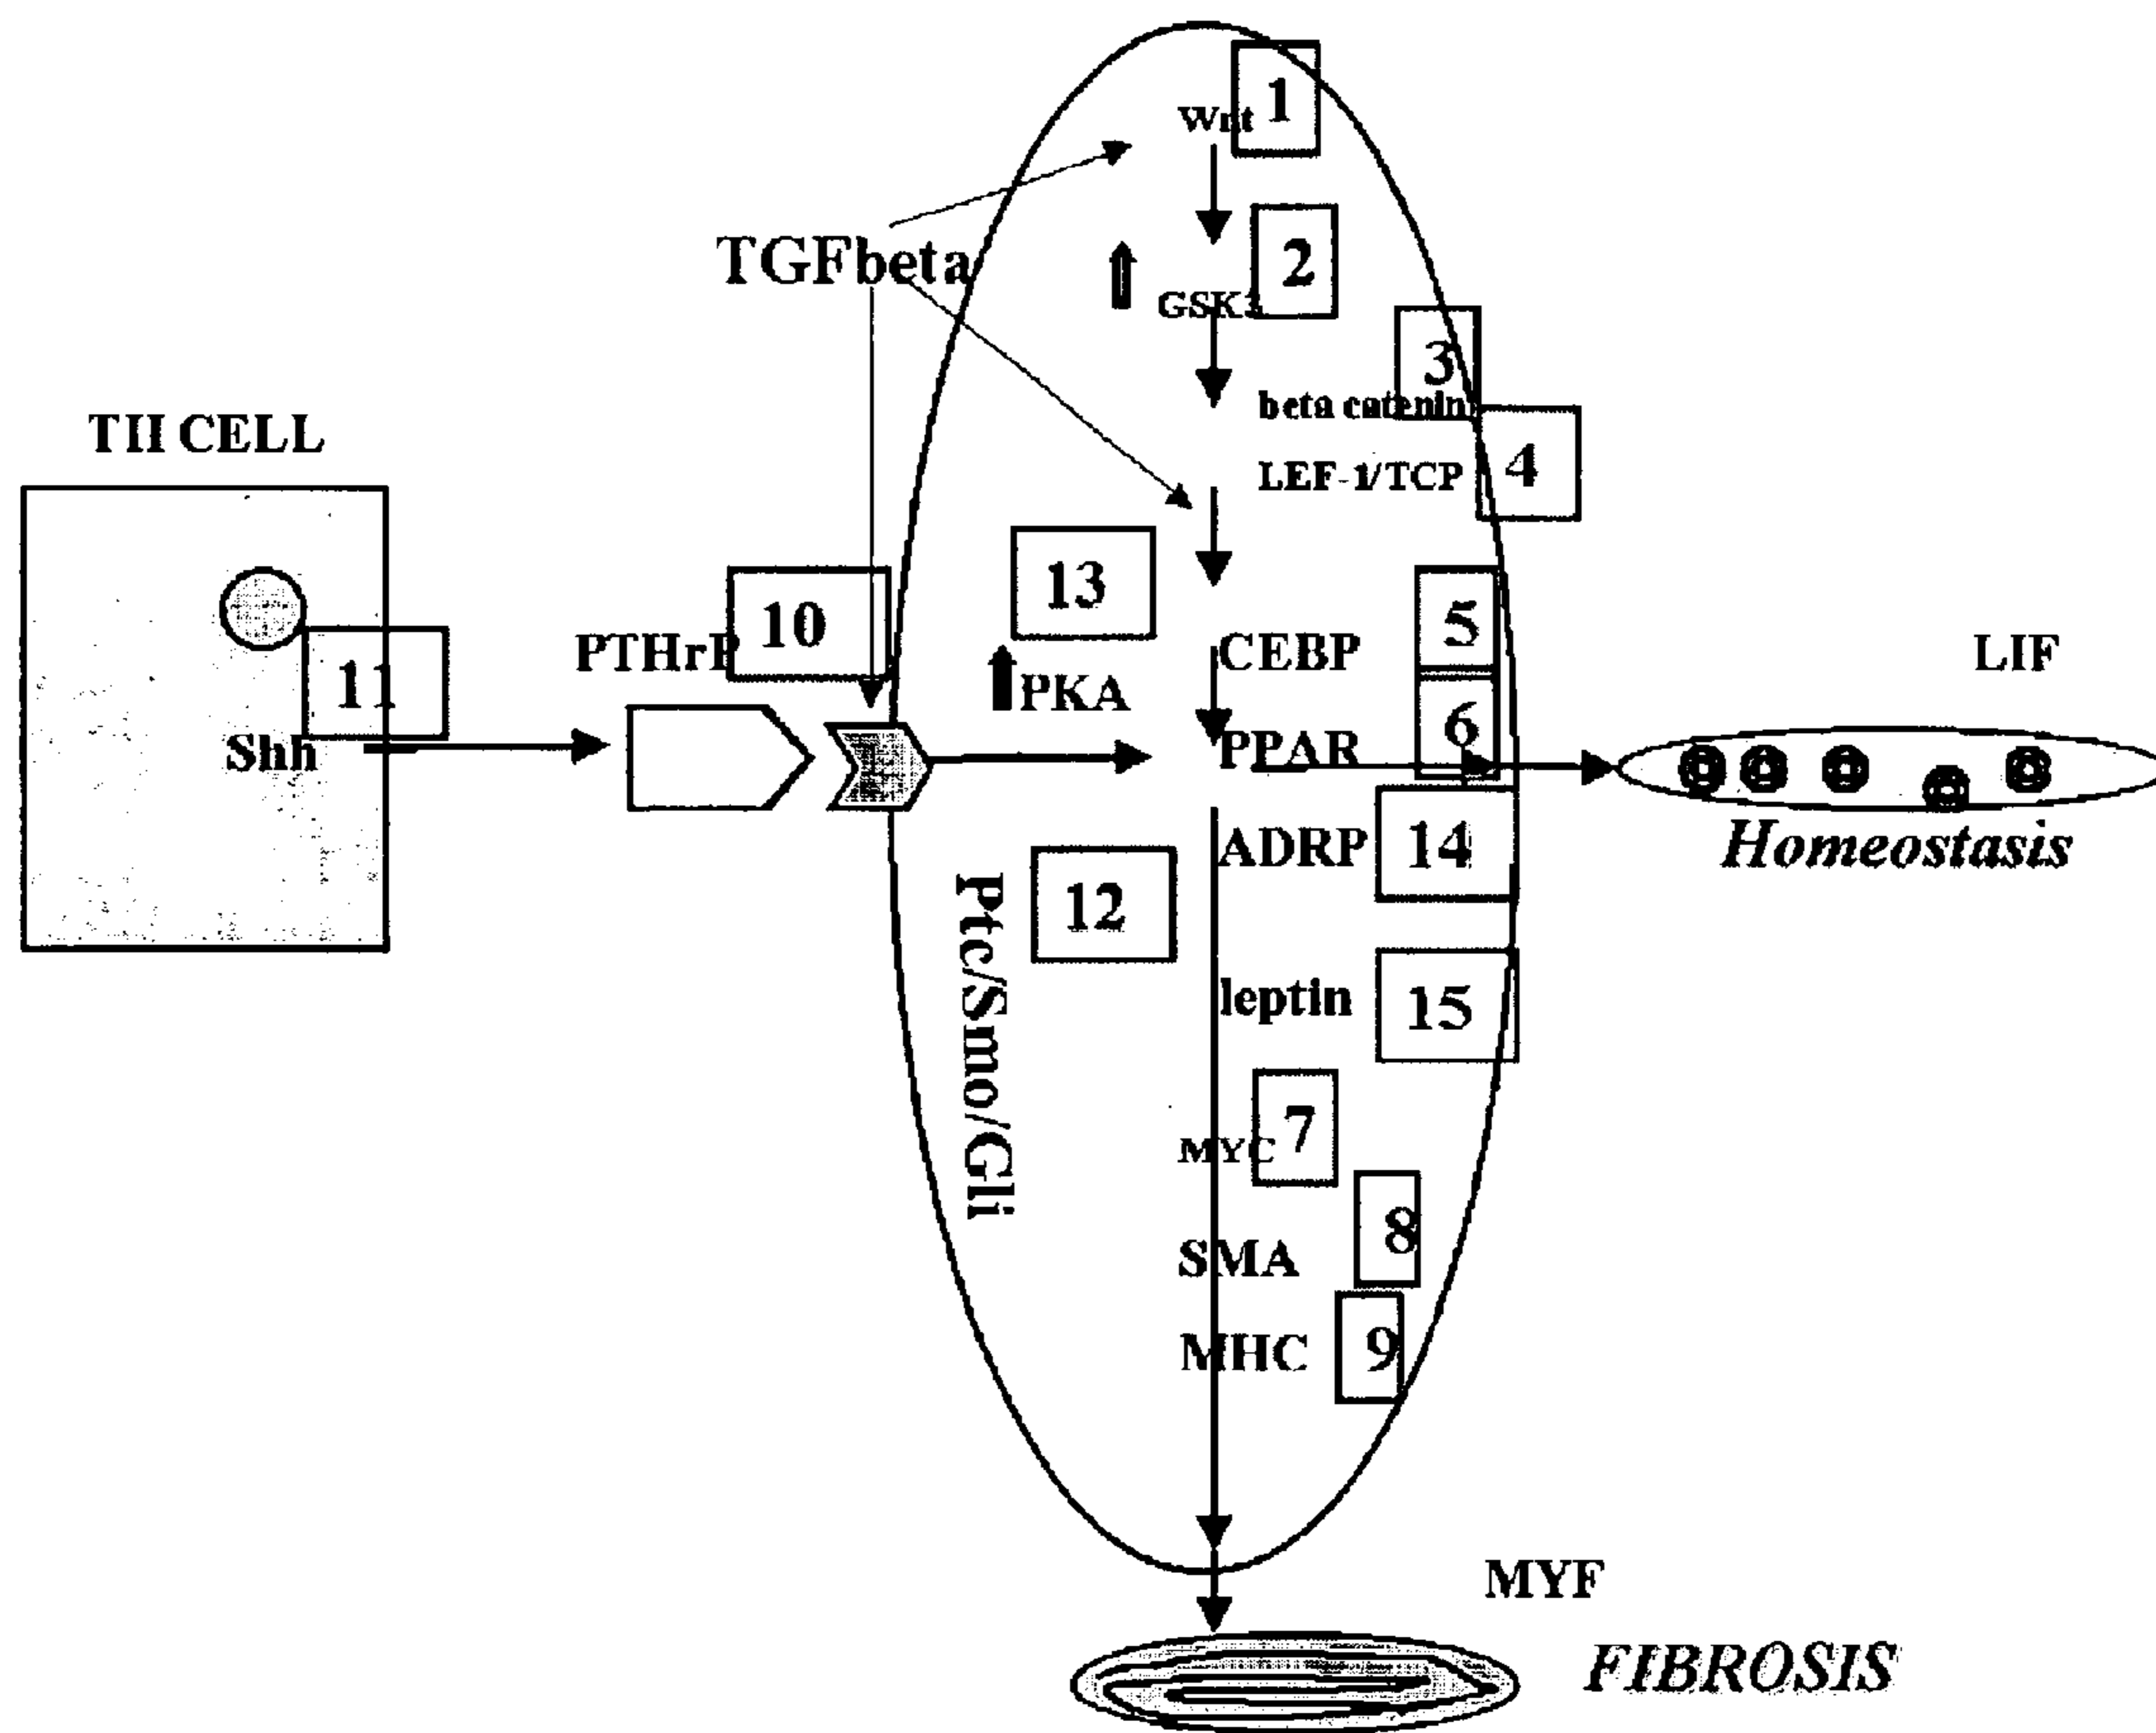 1
Wnt
2
TGFbeta
GSK3
3
beta catenin
TII CELL
4
LEF-1/TCP
13
5
10
PTHrP
CEBP
LIF
11
PKA
6
Shh
PPAR
14
ADRP
Homeostasis
12
Ptc/Smo/Gli
leptin
15
7
MYC
8
SMA
9
MHC
MYF
FIBROSIS